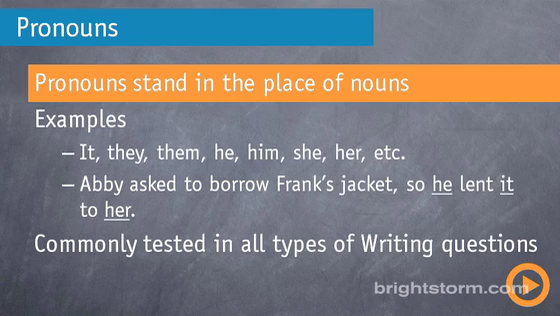 Pronouns
Pronouns stand in the place of nouns
Examples
– It, they, them, he, him, she, her, etc.
– Abby asked to borrow Frank's jacket, so he lent it
to her.
Commonly tested in all types of Writing questions
brightstorm.com